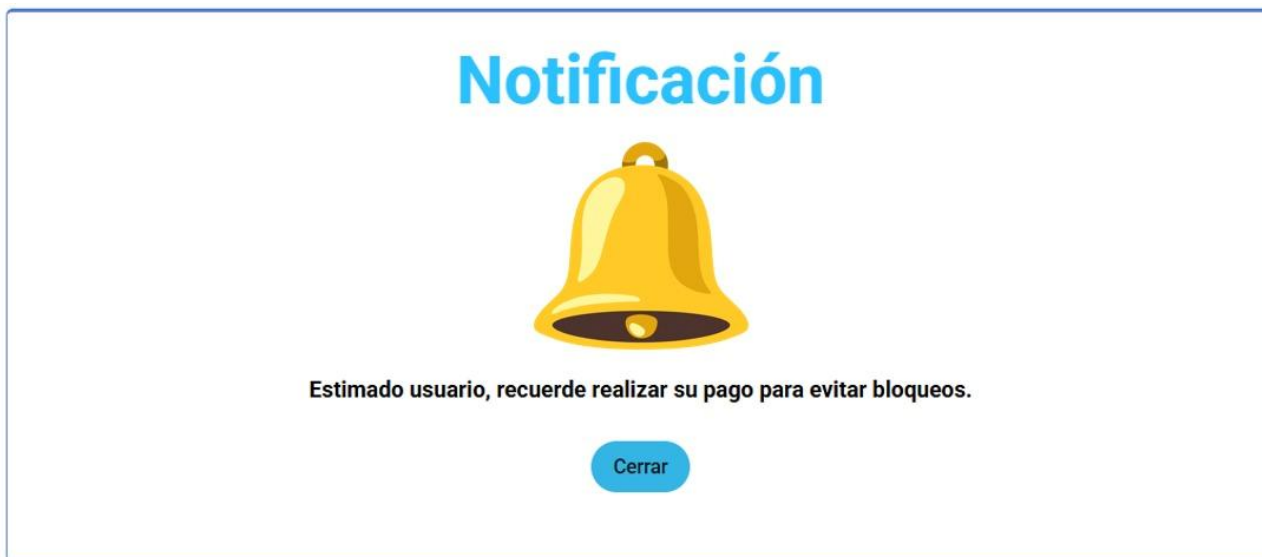 Notificación
Estimado usuario, recuerde realizar su pago para evitar bloqueos.
Cerrar